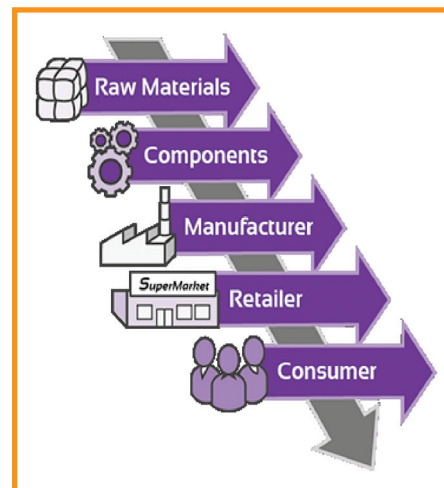 Raw Materials
Components
Manufacturer
SuperMarket
Retailer
Consumer